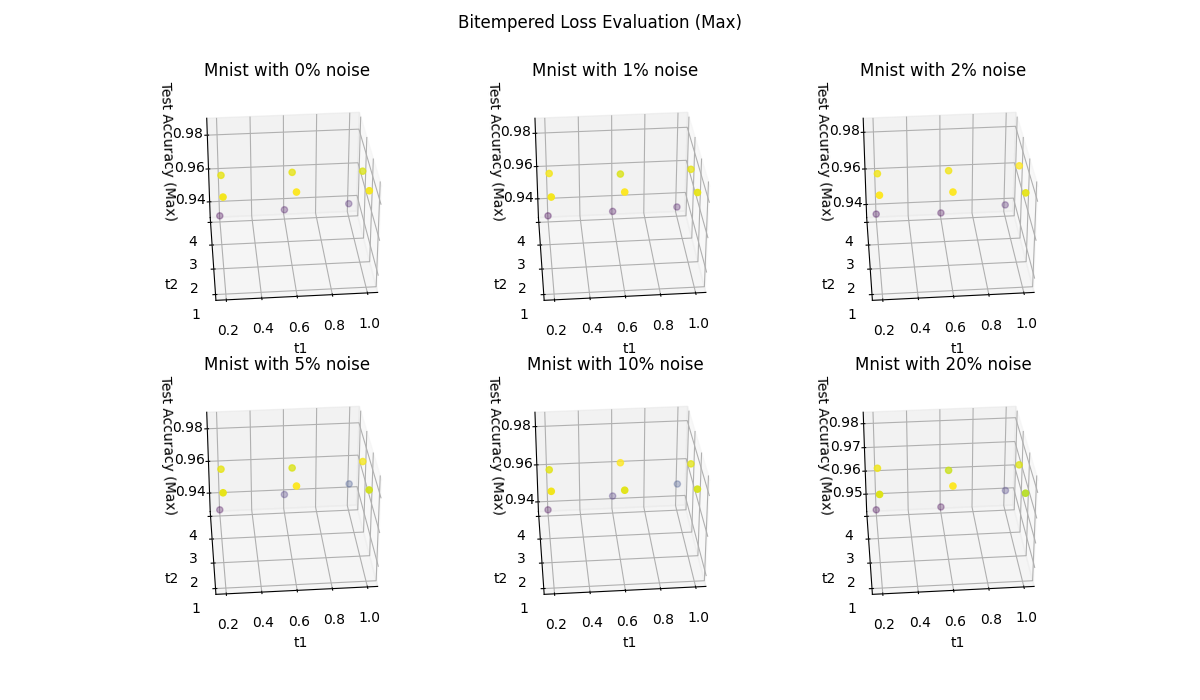 Bitempered Loss Evaluation (Max)
Mnist with 0% noise
Test Accuracy (Max)
0.98
0.96
0.94
4
3
2
1
t2
0.2 0.4 0.6 0.8 1.0
t1
Mnist with 1% noise
Test Accuracy (Max)
0.98
0.96
0.94
4
3
2
1
t2
0.2 0.4 0.6 0.8 1.0
t1
Mnist with 2% noise
Test Accuracy (Max)
0.98
0.96
0.94
4
3
2
1
t2
0.2 0.4 0.6 0.8 1.0
t1
Mnist with 5% noise
Test Accuracy (Max)
0.98
0.96
0.94
4
3
2
1
t2
0.2 0.4 0.6 0.8 1.0
t1
Mnist with 10% noise
Test Accuracy (Max)
0.98
0.96
0.94
4
3
2
1
t2
0.2 0.4 0.6 0.8 1.0
t1
Mnist with 20% noise
Test Accuracy (Max)
0.98
0.97
0.96
0.95
4
3
2
1
t2
0.2 0.4 0.6 0.8 1.0
t1